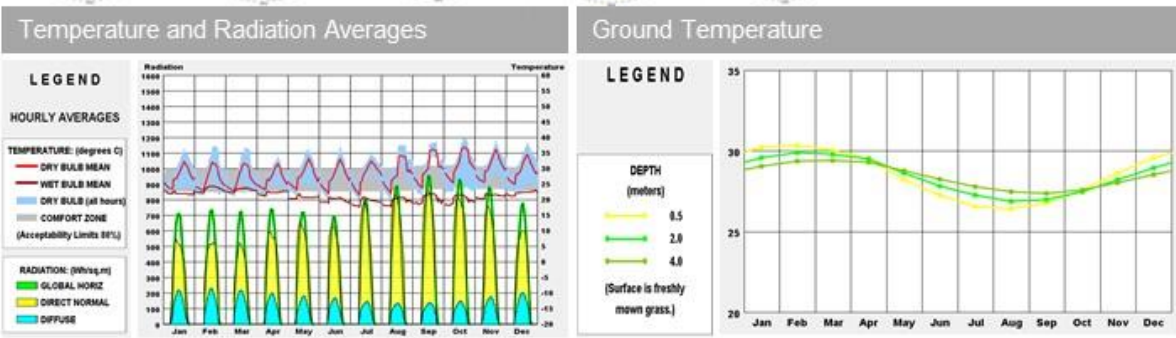 Temperature and Radiation Averages
LEGEND
HOURLY AVERAGES
TEMPERATURE: (degrees C)
DRY BULB MEAN
WET BULB MEAN
DRY BULB (all hours)
COMFORT ZONE
(Acceptability Limits 80%)
RADIATION: (Wh/sq.m)
GLOBAL HORIZ
DIRECT NORMAL
DIFFUSE
Radiation Temperature
1600 60
1500 55
1400 50
1300 45
1200 40
1100 35
1000 30
900 25
800 20
700 15
600 10
500 5
400 0
300 -5
200 -10
100 -15
-20
Jan Feb Mar Apr May Jun Jul Aug Sep Oct Nov Dec
Ground Temperature
LEGEND
DEPTH
(meters)
0.5
2.0
4.0
(Surface is freshly
mown grass.)
35
30
25
20
Jan Feb Mar Apr May Jun Jul Aug Sep Oct Nov Dec